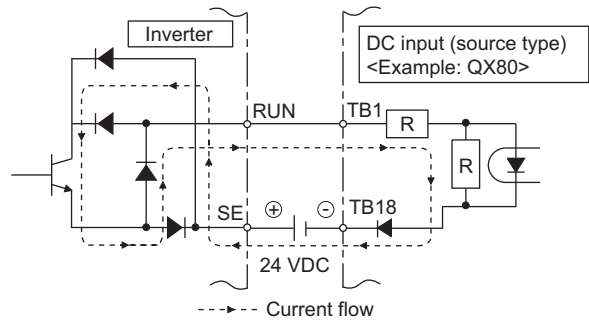 Inverter
DC input (source type)
<Example: QX80>
RUN
TB1
R
R
SE
⊕
⊖
TB18
24 VDC
Current flow